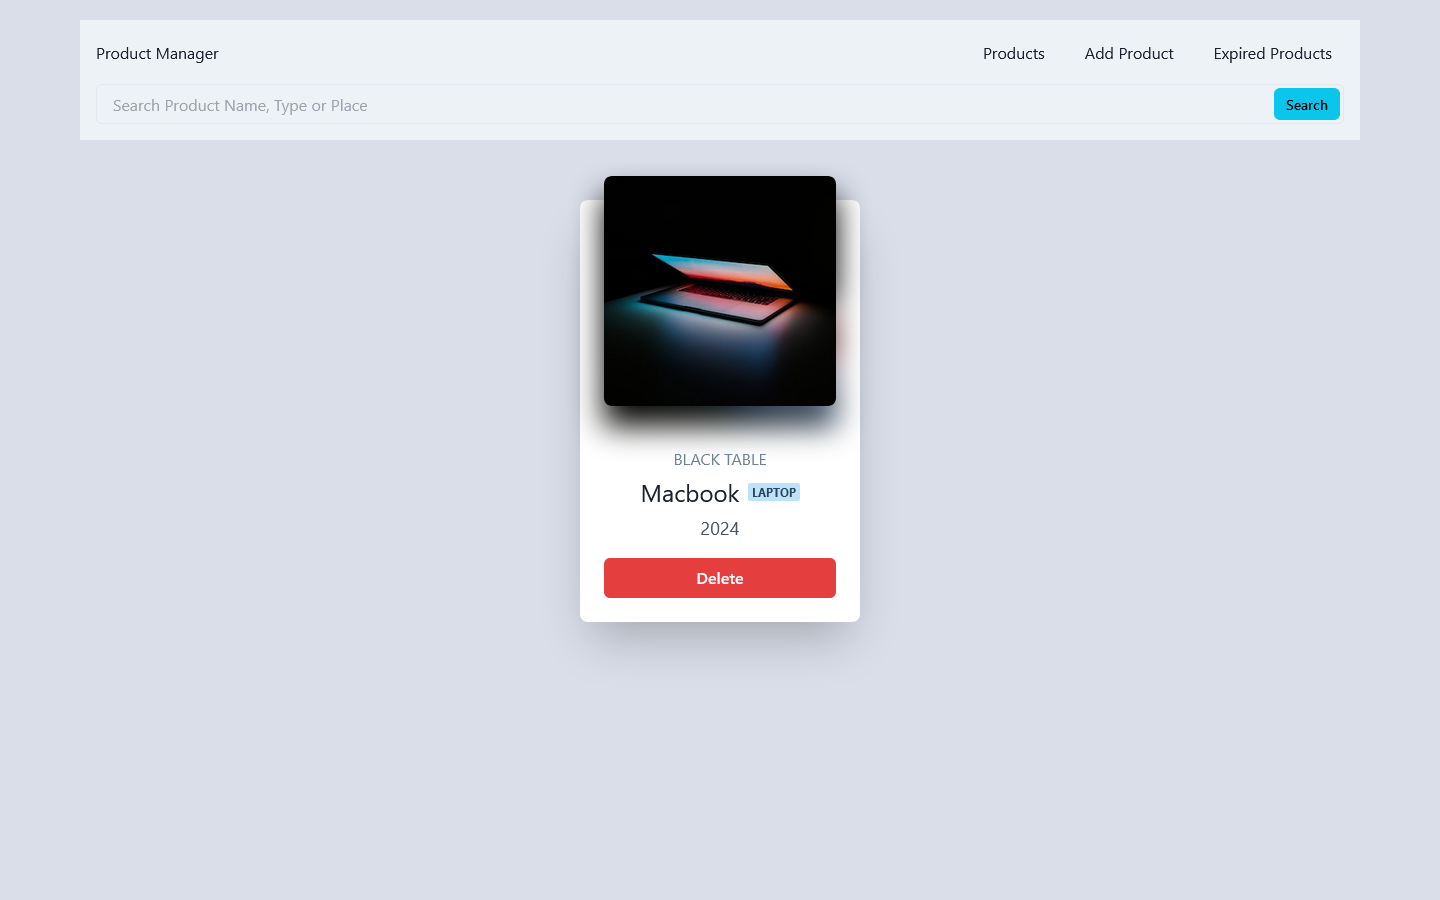 Product Manager
Products
Add Product
Expired Products
Search Product Name, Type or Place
Search
BLACK TABLE
Macbook LAPTOP
2024
Delete